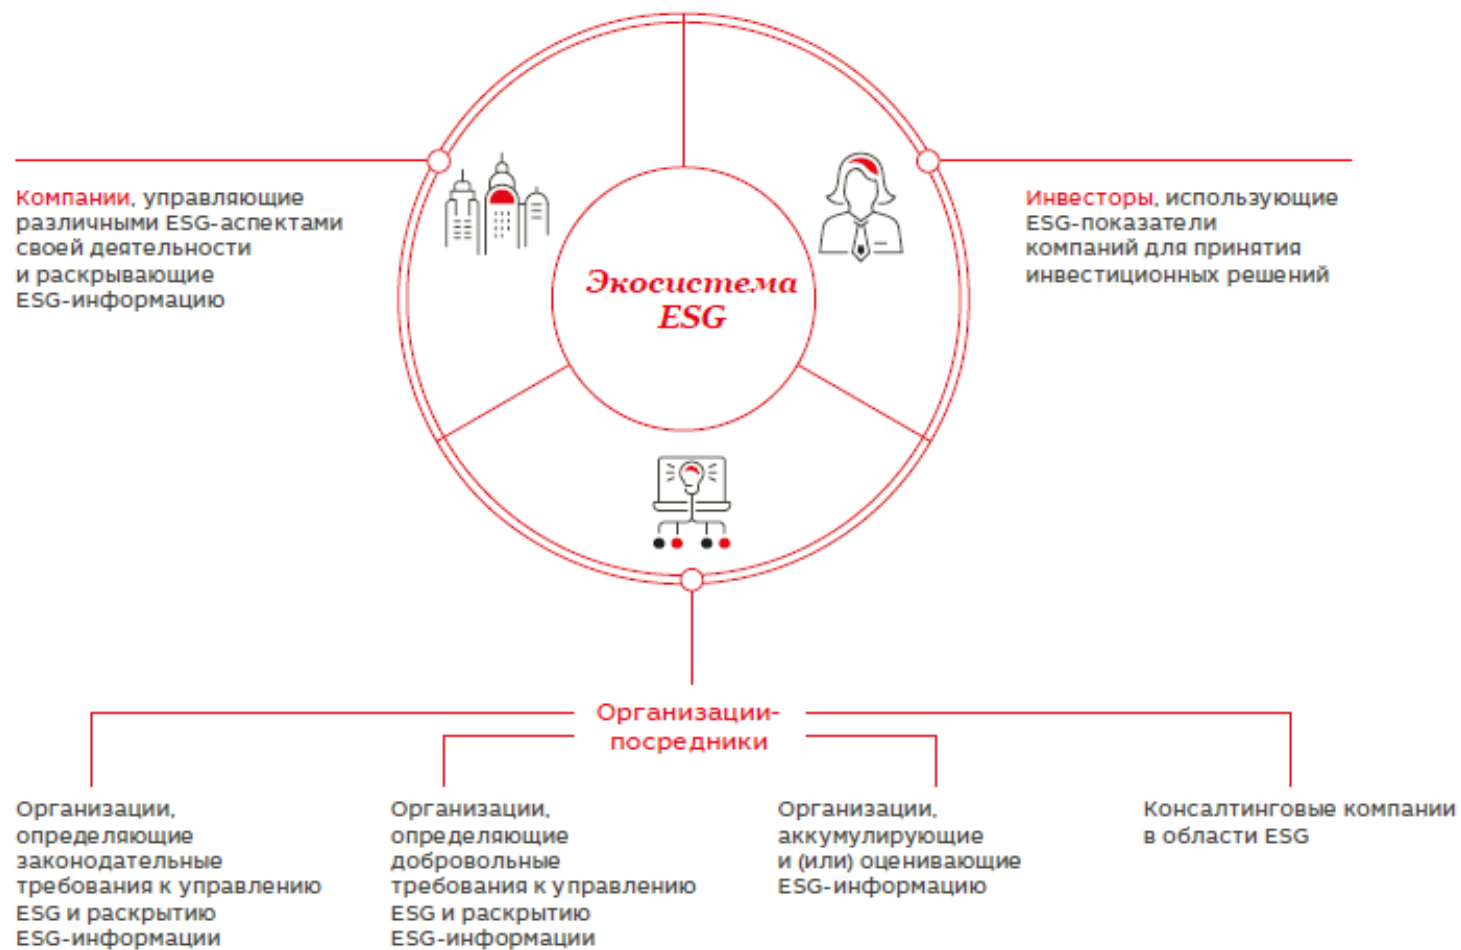 Компании, управляющие
различными ESG-аспектами
своей деятельности
и раскрывающие
ESG-информацию
Экосистема
ESG
Инвесторы, использующие
ESG-показатели
компаний для принятия
инвестиционных решений
Организации-
посредники
Организации,
определяющие
законодательные
требования к управлению
ESG и раскрытию
ESG-информации
Организации,
определяющие
добровольные
требования к управлению
ESG и раскрытию
ESG-информации
Организации,
аккумулирующие
и (или) оценивающие
ESG-информацию
Консалтинговые компании
в области ESG